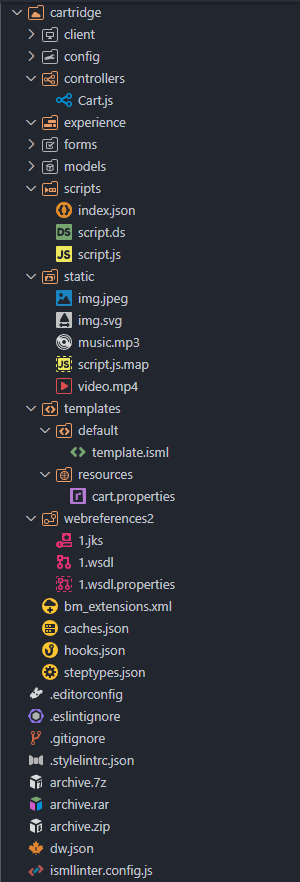 cartridge
client
config
controllers
Cart.js
experience
forms
models
scripts
index.json
DS script.ds
JS script.js
static
img.jpeg
img.svg
music.mp3
JS script.js.map
video.mp4
templates
default
template.isml
resources
r cart.properties
webreferences2
1.jks
1.wsdl
1.wsdl.properties
bm_extensions.xml
caches.json
hooks.json
steptypes.json
.editorconfig
.eslintignore
.gitignore
.stylelintrc.json
archive.7z
archive.rar
archive.zip
dw.json
ismllinter.config.js